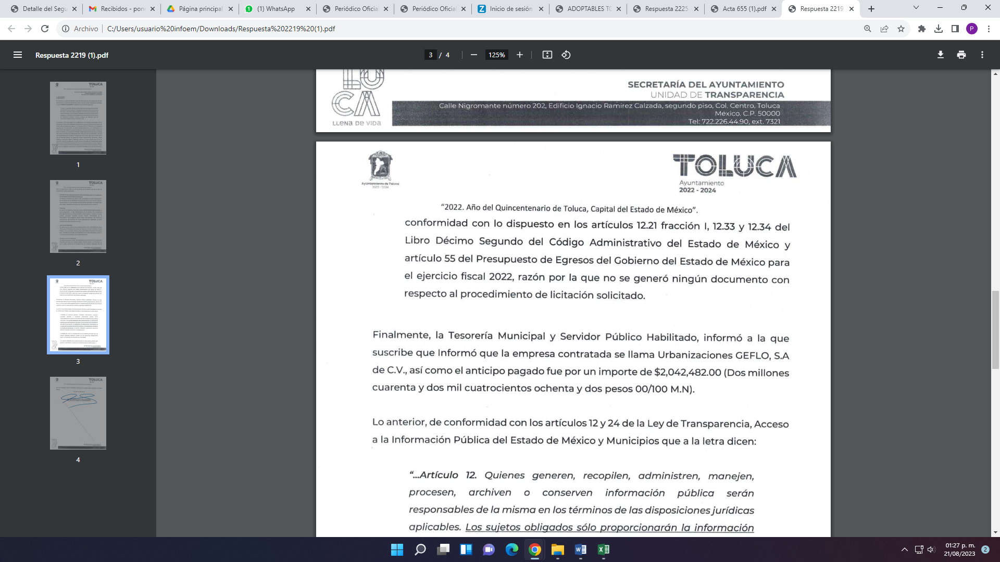 Detalle del Segu
Recibidos - pon
Página principal
(1) WhatsApp
Periódico Oficia
Periódico Oficia
Inicio de sesión
ADOPTABLES TO
Respuesta 2225
Acta 655 (1).pdf
Respuesta 2219
Archivo
C:/Users/usuario%20infoem/Downloads/Respuesta%202219%20(1).pdf
P
Respuesta 2219 (1).pdf
3 / 4
125%
1
2
3
4
LUCA
LLENA DE VIDA
SECRETARÍA DEL AYUNTAMIENTO
UNIDAD DE TRANSPARENCIA
Calle Nigromante número 202, Edificio Ignacio Ramírez Calzada, segundo piso, Col. Centro, Toluca
México. C.P. 50000
Tel: 722.226.44.90, ext. 7321
Ayuntamiento de Toluca
2022 - 2024
TOLUCA
Ayuntamiento
2022 - 2024
“2022. Año del Quincentenario de Toluca, Capital del Estado de México”.
conformidad con lo dispuesto en los artículos 12.21 fracción I, 12.33 y 12.34 del
Libro Décimo Segundo del Código Administrativo del Estado de México y
artículo 55 del Presupuesto de Egresos del Gobierno del Estado de México para
el ejercicio fiscal 2022, razón por la que no se generó ningún documento con
respecto al procedimiento de licitación solicitado.
Finalmente, la Tesorería Municipal y Servidor Público Habilitado, informó a la que
suscribe que Informó que la empresa contratada se llama Urbanizaciones GEFLO, S.A
de C.V., así como el anticipo pagado fue por un importe de $2,042,482.00 (Dos millones
cuarenta y dos mil cuatrocientos ochenta y dos pesos 00/100 M.N).
Lo anterior, de conformidad con los artículos 12 y 24 de la Ley de Transparencia, Acceso
a la Información Pública del Estado de México y Municipios que a la letra dicen:
“...Artículo 12. Quienes generen, recopilen, administren, manejen,
procesen, archiven o conserven información pública serán
responsables de la misma en los términos de las disposiciones jurídicas
aplicables. Los sujetos obligados sólo proporcionarán la información
01:27 p. m.
21/08/2023
2